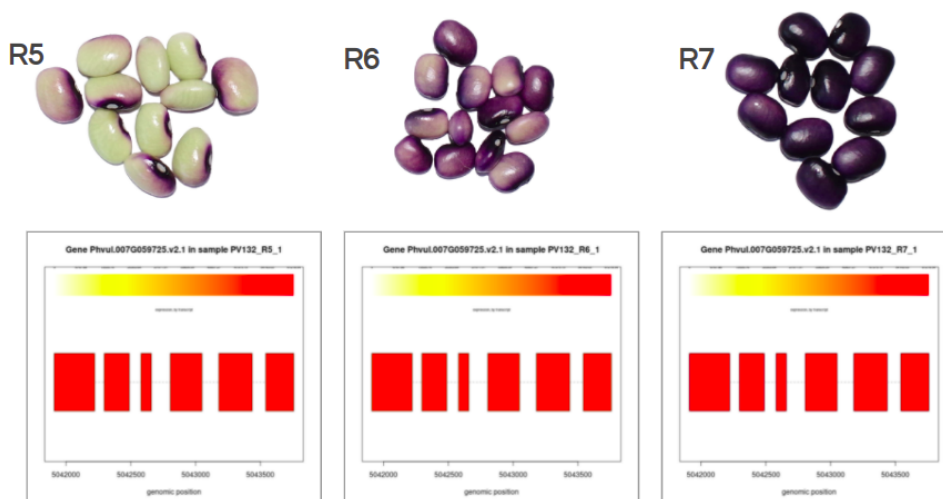 R5
R6
R7
Gene Phvul.007G059725.v2.1 in sample PV132_R5_1
5042000 5042500 5043000 5043500
genomic position
Gene Phvul.007G059725.v2.1 in sample PV132_R6_1
5042000 5042500 5043000 5043500
genomic position
Gene Phvul.007G059725.v2.1 in sample PV132_R7_1
5042000 5042500 5043000 5043500
genomic position